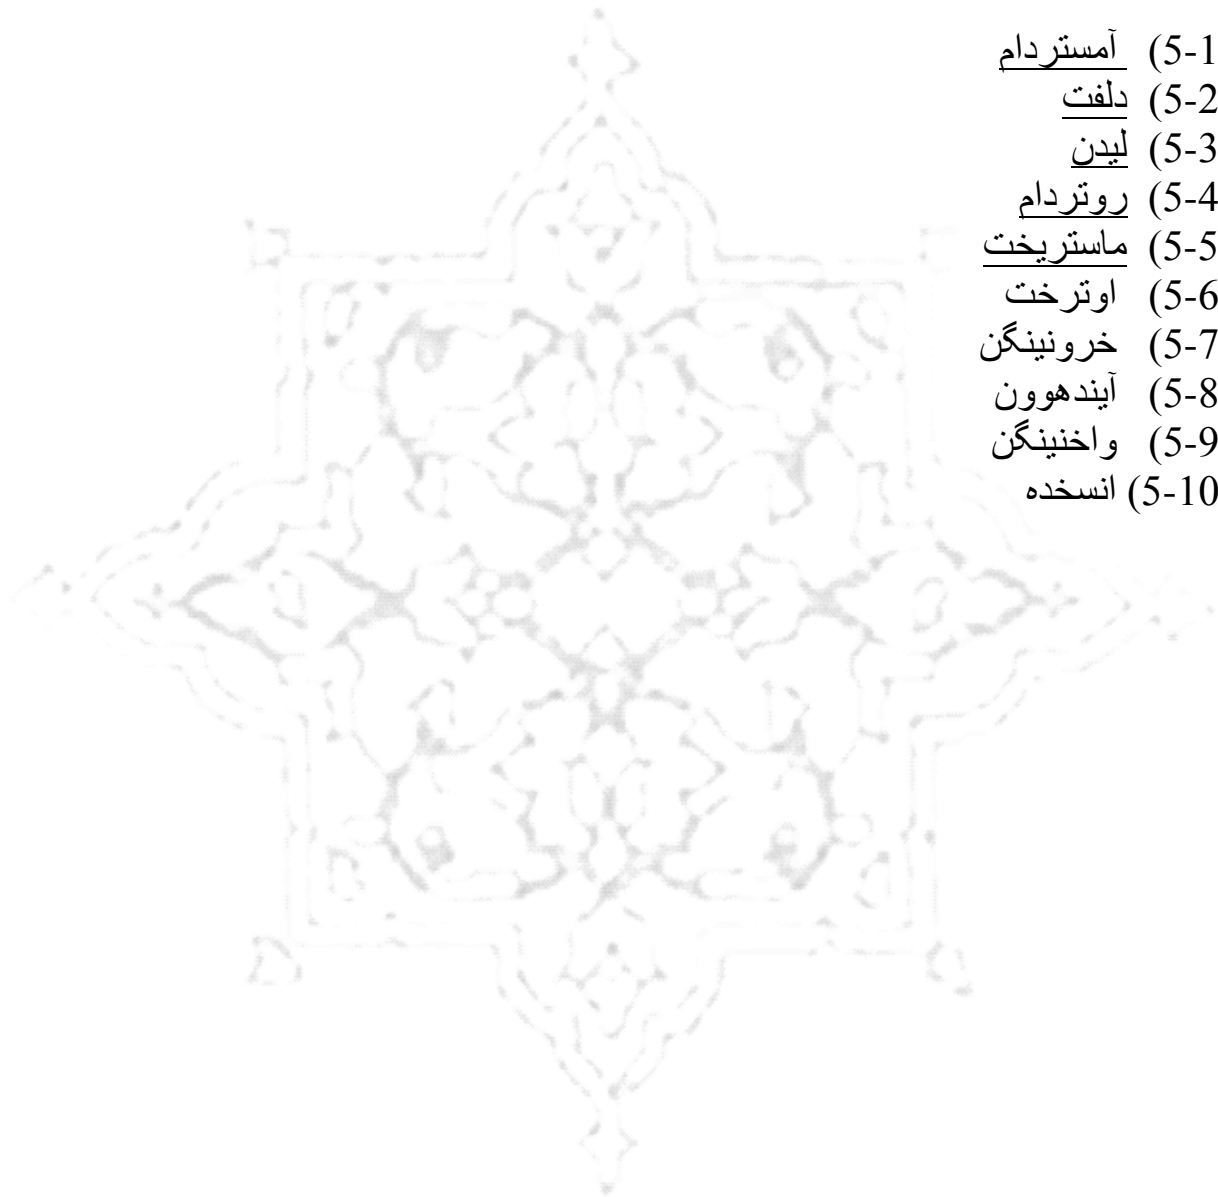 5-1) آمستردام
5-2) دلفت
5-3) لیدن
5-4) روتردام
5-5) ماستریخت
5-6) اوترخت
5-7) خرونینگن
5-8) آیندهوون
5-9) واخنینگن
5-10) انسخده